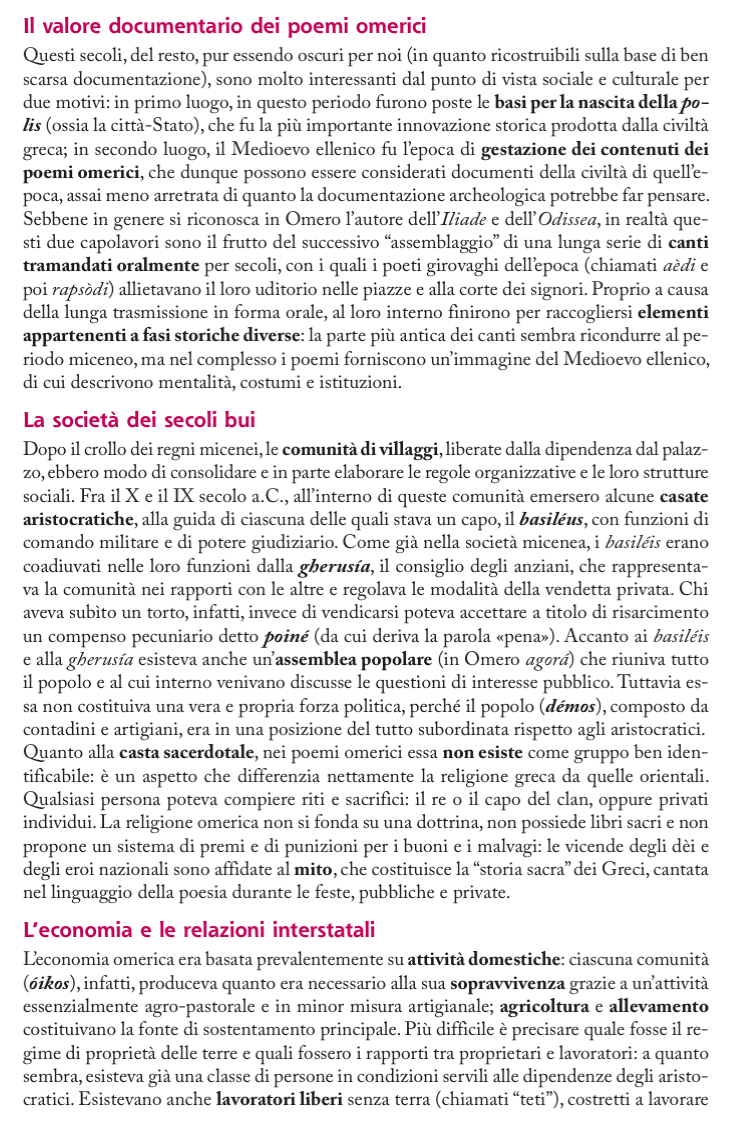 Il valore documentario dei poemi omerici
Questi secoli, del resto, pur essendo oscuri per noi (in quanto ricostruibili sulla base di ben
scarsa documentazione), sono molto interessanti dal punto di vista sociale e culturale per
due motivi: in primo luogo, in questo periodo furono poste le basi per la nascita della po-
lis (ossia la città-Stato), che fu la più importante innovazione storica prodotta dalla civiltà
greca; in secondo luogo, il Medioevo ellenico fu l'epoca di gestazione dei contenuti dei
poemi omerici, che dunque possono essere considerati documenti della civiltà di quell'e-
poca, assai meno arretrata di quanto la documentazione archeologica potrebbe far pensare.
Sebbene in genere si riconosca in Omero l'autore dell'Iliade e dell'Odissea, in realtà que-
sti due capolavori sono il frutto del successivo "assemblaggio" di una lunga serie di canti
tramandati oralmente per secoli, con i quali i poeti girovaghi dell'epoca (chiamati aèdi e
poi rapsòdi) allietavano il loro uditorio nelle piazze e alla corte dei signori. Proprio a causa
della lunga trasmissione in forma orale, al loro interno finirono per raccogliersi elementi
appartenenti a fasi storiche diverse: la parte più antica dei canti sembra ricondurre al pe-
riodo miceneo, ma nel complesso i poemi forniscono un'immagine del Medioevo ellenico,
di cui descrivono mentalità, costumi e istituzioni.
La società dei secoli bui
Dopo il crollo dei regni micenei, le comunità di villaggi, liberate dalla dipendenza dal palaz-
zo, ebbero modo di consolidare e in parte elaborare le regole organizzative e le loro strutture
sociali. Fra il X e il IX secolo a.C., all'interno di queste comunità emersero alcune casate
aristocratiche, alla guida di ciascuna delle quali stava un capo, il basiléus, con funzioni di
comando militare e di potere giudiziario. Come già nella società micenea, i basiléis erano
coadiuvati nelle loro funzioni dalla gherusía, il consiglio degli anziani, che rappresenta-
va la comunità nei rapporti con le altre e regolava le modalità della vendetta privata. Chi
aveva subìto un torto, infatti, invece di vendicarsi poteva accettare a titolo di risarcimento
un compenso pecuniario detto poiné (da cui deriva la parola «pena»). Accanto ai basiléis
e alla gherusía esisteva anche un'assemblea popolare (in Omero agorá) che riuniva tutto
il popolo e al cui interno venivano discusse le questioni di interesse pubblico. Tuttavia es-
sa non costituiva una vera e propria forza politica, perché il popolo (démos), composto da
contadini e artigiani, era in una posizione del tutto subordinata rispetto agli aristocratici.
Quanto alla casta sacerdotale, nei poemi omerici essa non esiste come gruppo ben iden-
tificabile: è un aspetto che differenzia nettamente la religione greca da quelle orientali.
Qualsiasi persona poteva compiere riti e sacrifici: il re o il capo del clan, oppure privati
individui. La religione omerica non si fonda su una dottrina, non possiede libri sacri e non
propone un sistema di premi e di punizioni per i buoni e i malvagi: le vicende degli dèi e
degli eroi nazionali sono affidate al mito, che costituisce la "storia sacra" dei Greci, cantata
nel linguaggio della poesia durante le feste, pubbliche e private.
L'economia e le relazioni interstatali
L'economia omerica era basata prevalentemente su attività domestiche: ciascuna comunità
(óikos), infatti, produceva quanto era necessario alla sua sopravvivenza grazie a un'attività
essenzialmente agro-pastorale e in minor misura artigianale; agricoltura e allevamento
costituivano la fonte di sostentamento principale. Più difficile è precisare quale fosse il re-
gime di proprietà delle terre e quali fossero i rapporti tra proprietari e lavoratori: a quanto
sembra, esisteva già una classe di persone in condizioni servili alle dipendenze degli aristo-
cratici. Esistevano anche lavoratori liberi senza terra (chiamati "teti"), costretti a lavorare